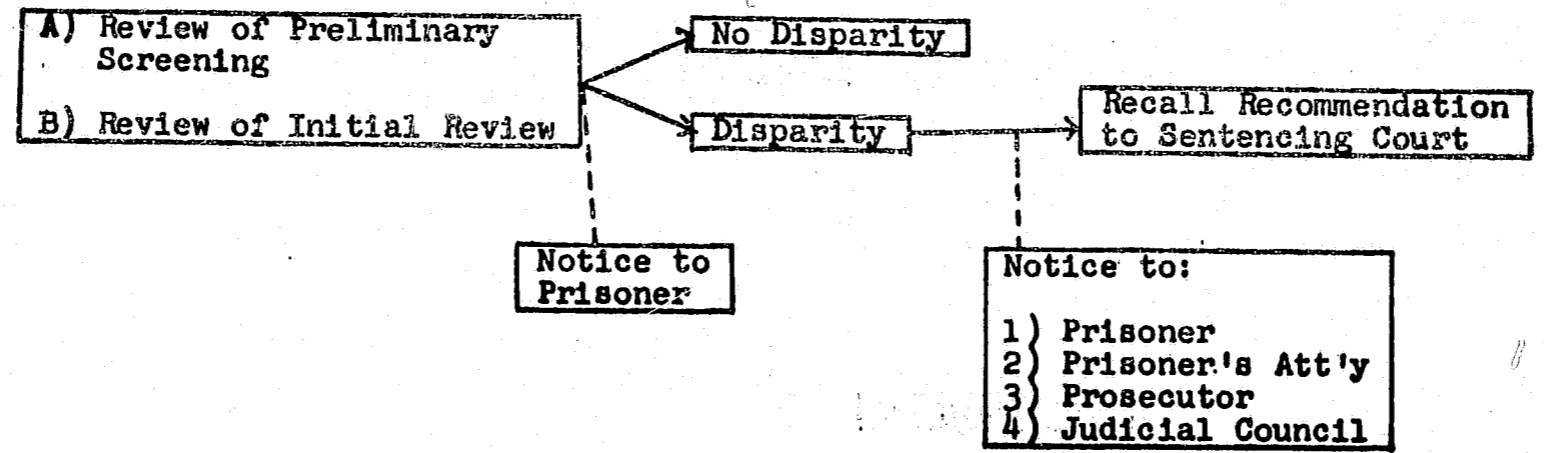 A) Review of Preliminary
Screening
B) Review of Initial Review
No Disparity
Disparity
Recall Recommendation
to Sentencing Court
Notice to
Prisoner
Notice to:
1) Prisoner
2) Prisoner's Att'y
3) Prosecutor
4) Judicial Council